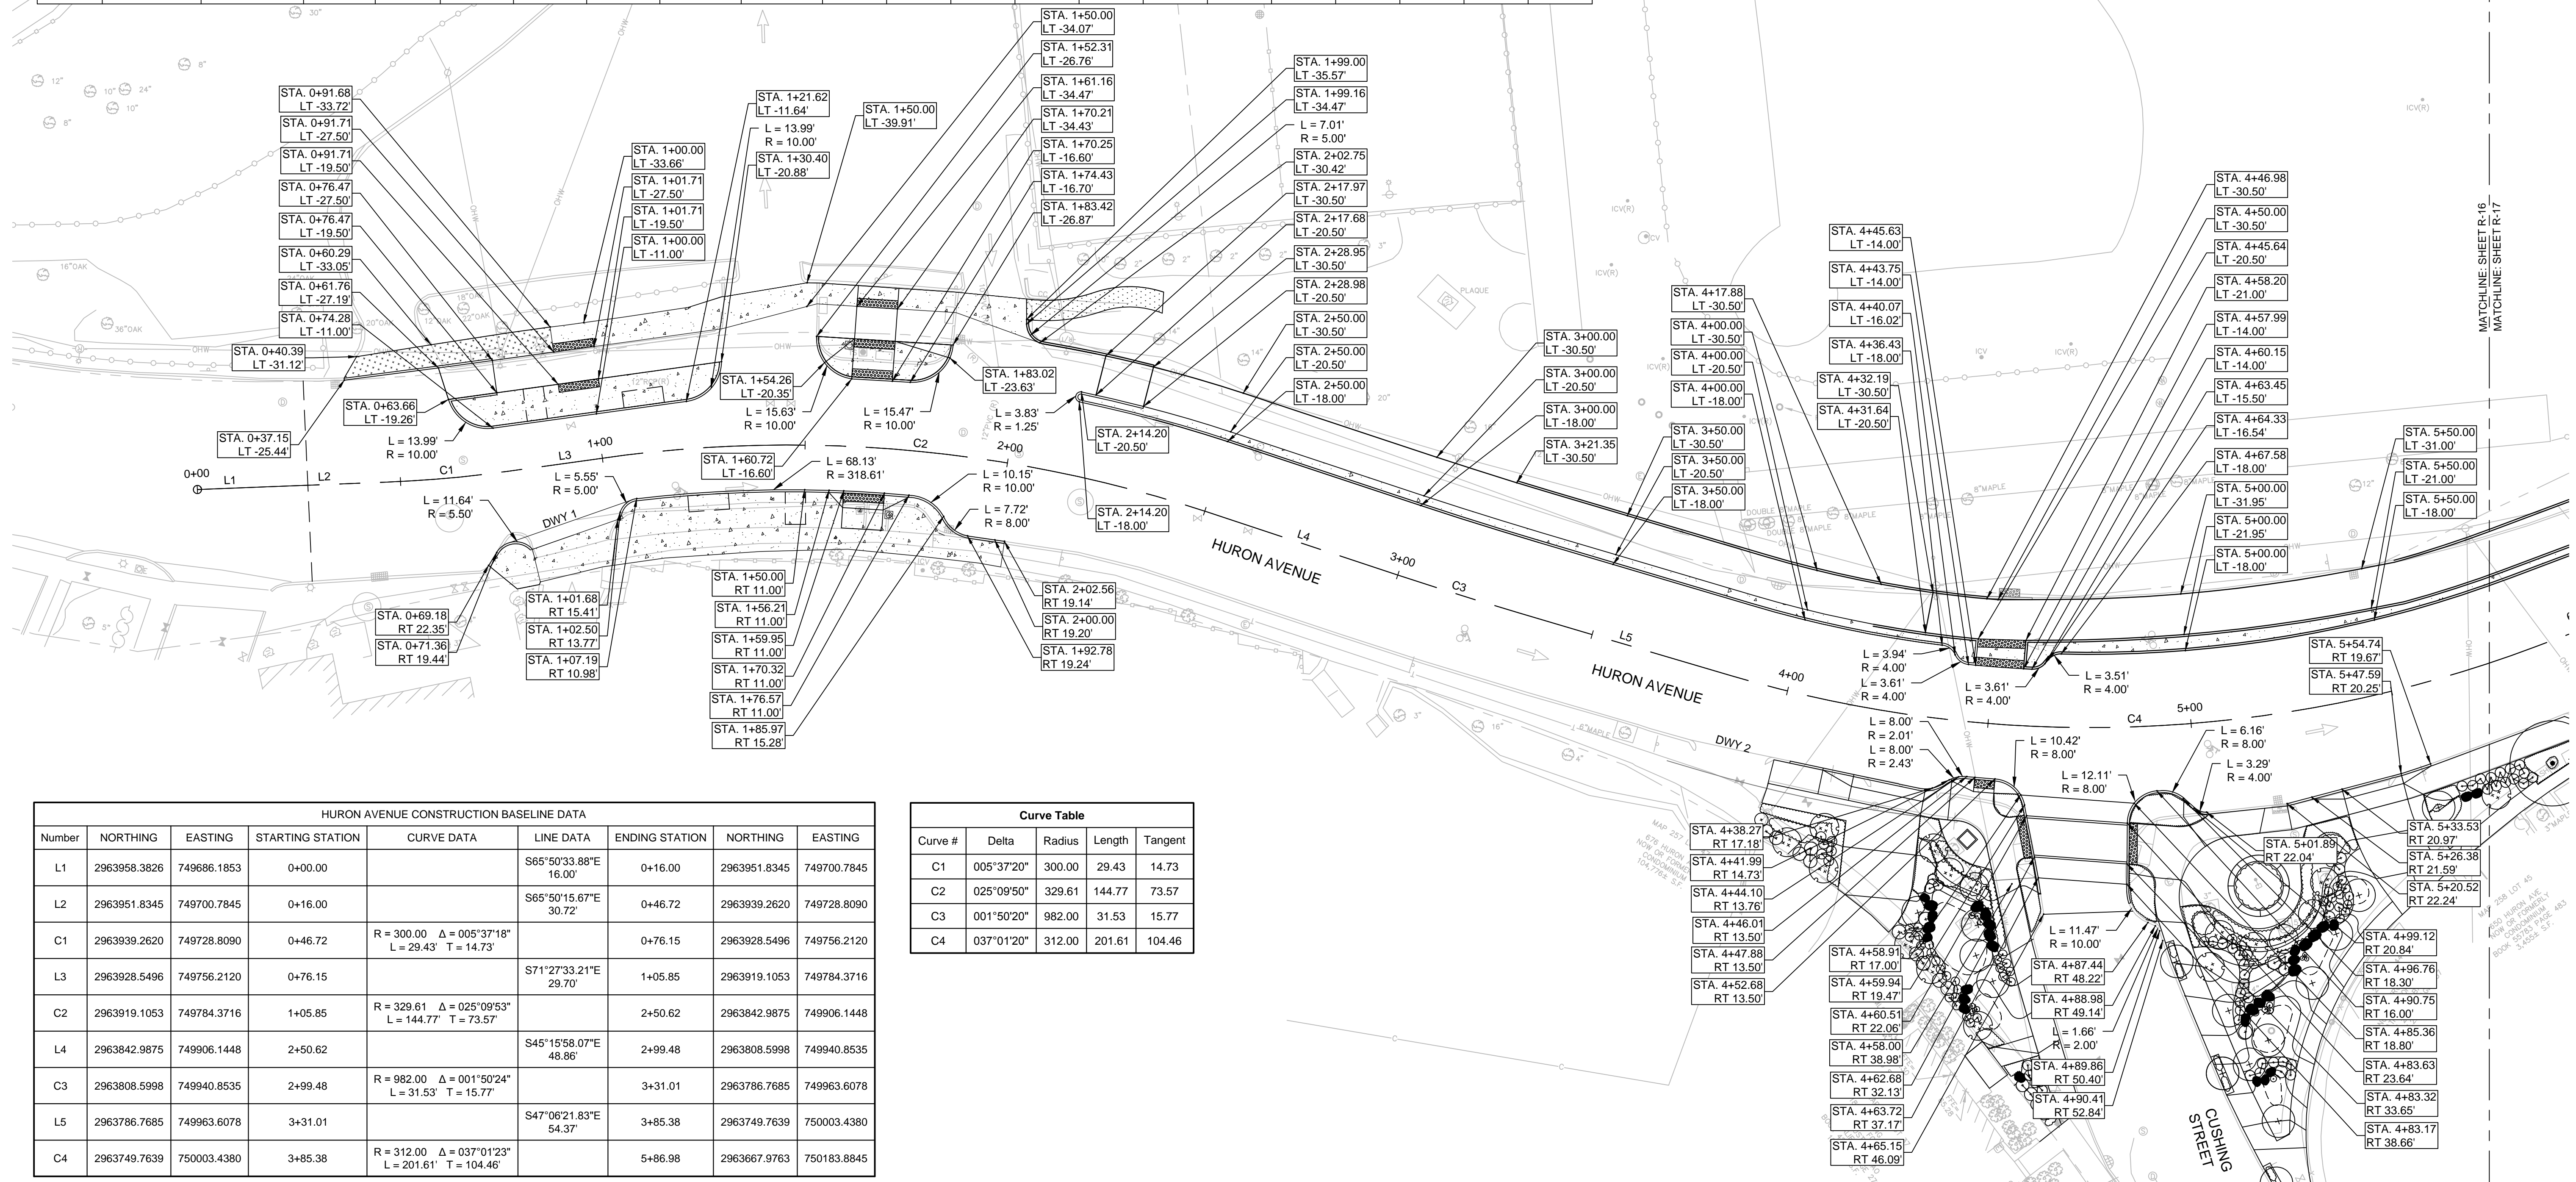 STA. 0+91.68
LT -33.72'
STA. 0+91.71
LT -27.50'
STA. 0+91.71
LT -19.50'
STA. 0+76.47
LT -27.50'
STA. 0+76.47
LT -19.50'
STA. 0+60.29
LT -33.05'
STA. 0+61.76
LT -27.19'
STA. 0+74.28
LT -11.00'
STA. 0+40.39
LT -31.12'
STA. 0+37.15
LT -25.44'
STA. 0+63.66
LT -19.26'
L = 13.99'
R = 10.00'
STA. 1+00.00
LT -33.66'
STA. 1+01.71
LT -27.50'
STA. 1+01.71
LT -19.50'
STA. 1+00.00
LT -11.00'
STA. 1+21.62
LT -11.64'
L = 13.99'
R = 10.00'
STA. 1+30.40
LT -20.88'
STA. 1+50.00
LT -39.91'
STA. 1+50.00
LT -34.07'
STA. 1+52.31
LT -26.76'
STA. 1+61.16
LT -34.47'
STA. 1+70.21
LT -34.43'
STA. 1+70.25
LT -16.60'
STA. 1+74.43
LT -16.70'
STA. 1+83.42
LT -26.87'
STA. 1+99.00
LT -35.57'
STA. 1+99.16
LT -34.47'
L = 7.01'
R = 5.00'
STA. 2+02.75
LT -30.42'
STA. 2+17.97
LT -30.50'
STA. 2+17.68
LT -20.50'
STA. 2+28.95
LT -30.50'
STA. 2+28.98
LT -20.50'
STA. 2+50.00
LT -30.50'
STA. 2+50.00
LT -20.50'
STA. 2+50.00
LT -18.00'
STA. 1+54.26
LT -20.35'
L = 15.63'
R = 10.00'
L = 15.47'
R = 10.00'
STA. 1+83.02
LT -23.63'
L = 3.83'
R = 1.25'
STA. 2+14.20
LT -20.50'
STA. 2+14.20
LT -18.00'
STA. 1+60.72
LT -16.60'
STA. 3+00.00
LT -30.50'
STA. 3+00.00
LT -20.50'
STA. 3+00.00
LT -18.00'
STA. 3+21.35
LT -30.50'
STA. 3+50.00
LT -30.50'
STA. 3+50.00
LT -20.50'
STA. 3+50.00
LT -18.00'
STA. 4+17.88
LT -30.50'
STA. 4+00.00
LT -30.50'
STA. 4+00.00
LT -20.50'
STA. 4+00.00
LT -18.00'
STA. 4+45.63
LT -14.00'
STA. 4+43.75
LT -14.00'
STA. 4+40.07
LT -16.02'
STA. 4+36.43
LT -18.00'
STA. 4+32.19
LT -30.50'
STA. 4+31.64
LT -20.50'
STA. 4+46.98
LT -30.50'
STA. 4+50.00
LT -30.50'
STA. 4+45.64
LT -20.50'
STA. 4+58.20
LT -21.00'
STA. 4+57.99
LT -14.00'
STA. 4+60.15
LT -14.00'
STA. 4+63.45
LT -15.50'
STA. 4+64.33
LT -16.54'
STA. 4+67.58
LT -18.00'
STA. 5+00.00
LT -31.95'
STA. 5+00.00
LT -21.95'
STA. 5+00.00
LT -18.00'
STA. 5+50.00
LT -31.00'
STA. 5+50.00
LT -21.00'
STA. 5+50.00
LT -18.00'
MATCHLINE: SHEET R-16
MATCHLINE: SHEET R-17
0+00
L1
L2
C1
L3
1+00
C2
2+00
L4
3+00
C3
L5
4+00
C4
5+00
HURON AVENUE
HURON AVENUE
DWY 1
DWY 2
CUSHING
STREET
L = 11.64'
R = 5.50'
L = 5.55'
R = 5.00'
L = 68.13'
R = 318.61'
L = 10.15'
R = 10.00'
L = 7.72'
R = 8.00'
STA. 0+69.18
RT 22.35'
STA. 0+71.36
RT 19.44'
STA. 1+01.68
RT 15.41'
STA. 1+02.50
RT 13.77'
STA. 1+07.19
RT 10.98'
STA. 1+50.00
RT 11.00'
STA. 1+56.21
RT 11.00'
STA. 1+59.95
RT 11.00'
STA. 1+70.32
RT 11.00'
STA. 1+76.57
RT 11.00'
STA. 1+85.97
RT 15.28'
STA. 2+02.56
RT 19.14'
STA. 2+00.00
RT 19.20'
STA. 1+92.78
RT 19.24'
L = 3.94'
R = 4.00'
L = 3.61'
R = 4.00'
L = 3.61'
R = 4.00'
L = 3.51'
R = 4.00'
L = 8.00'
R = 2.01'
L = 8.00'
R = 2.43'
L = 10.42'
R = 8.00'
L = 12.11'
R = 8.00'
L = 6.16'
R = 8.00'
L = 3.29'
R = 4.00'
STA. 5+54.74
RT 19.67'
STA. 5+47.59
RT 20.25'
STA. 5+01.89
RT 22.04'
STA. 5+33.53
RT 20.97'
STA. 5+26.38
RT 21.59'
STA. 5+20.52
RT 22.24'
STA. 4+38.27
RT 17.18'
STA. 4+41.99
RT 14.73'
STA. 4+44.10
RT 13.76'
STA. 4+46.01
RT 13.50'
STA. 4+47.88
RT 13.50'
STA. 4+52.68
RT 13.50'
STA. 4+58.91
RT 17.00'
STA. 4+59.94
RT 19.47'
STA. 4+60.51
RT 22.06'
STA. 4+58.00
RT 38.98'
STA. 4+62.68
RT 32.13'
STA. 4+63.72
RT 37.17'
STA. 4+65.15
RT 46.09'
L = 11.47'
R = 10.00'
STA. 4+87.44
RT 48.22'
STA. 4+88.98
RT 49.14'
L = 1.66'
R = 2.00'
STA. 4+89.86
RT 50.40'
STA. 4+90.41
RT 52.84'
STA. 4+99.12
RT 20.84'
STA. 4+96.76
RT 18.30'
STA. 4+90.75
RT 16.00'
STA. 4+85.36
RT 18.80'
STA. 4+83.63
RT 23.64'
STA. 4+83.32
RT 33.65'
STA. 4+83.17
RT 38.66'
HURON AVENUE CONSTRUCTION BASELINE DATA
Number NORTHING EASTING STARTING STATION CURVE DATA LINE DATA ENDING STATION NORTHING EASTING
L1 2963958.3826 749686.1853 0+00.00 S65°50'33.88"E 16.00' 0+16.00 2963951.8345 749700.7845
L2 2963951.8345 749700.7845 0+16.00 S65°50'15.67"E 30.72' 0+46.72 2963939.2620 749728.8090
C1 2963939.2620 749728.8090 0+46.72 R = 300.00 Δ = 005°37'18" L = 29.43' T = 14.73' 0+76.15 2963928.5496 749756.2120
L3 2963928.5496 749756.2120 0+76.15 S71°27'33.21"E 29.70' 1+05.85 2963919.1053 749784.3716
C2 2963919.1053 749784.3716 1+05.85 R = 329.61 Δ = 025°09'53" L = 144.77' T = 73.57' 2+50.62 2963842.9875 749906.1448
L4 2963842.9875 749906.1448 2+50.62 S45°15'58.07"E 48.86' 2+99.48 2963808.5998 749940.8535
C3 2963808.5998 749940.8535 2+99.48 R = 982.00 Δ = 001°50'24" L = 31.53' T = 15.77' 3+31.01 2963786.7685 749963.6078
L5 2963786.7685 749963.6078 3+31.01 S47°06'21.83"E 54.37' 3+85.38 2963749.7639 750003.4380
C4 2963749.7639 750003.4380 3+85.38 R = 312.00 Δ = 037°01'23" L = 201.61' T = 104.46' 5+86.98 2963667.9763 750183.8845
Curve Table
Curve # Delta Radius Length Tangent
C1 005°37'20" 300.00 29.43 14.73
C2 025°09'50" 329.61 144.77 73.57
C3 001°50'20" 982.00 31.53 15.77
C4 037°01'20" 312.00 201.61 104.46
30"
8"
12"
10"
24"
10"
8"
16"OAK
36"OAK
20"OAK
12"OAK
18"OAK
22"OAK
PLAQUE
ICV(R)
ICV(R)
ICV(R)
ICV(R)
ICV
DOUBLE 8"MAPLE
8"MAPLE
6"MAPLE
12"
16"
MAP 258 LOT 45